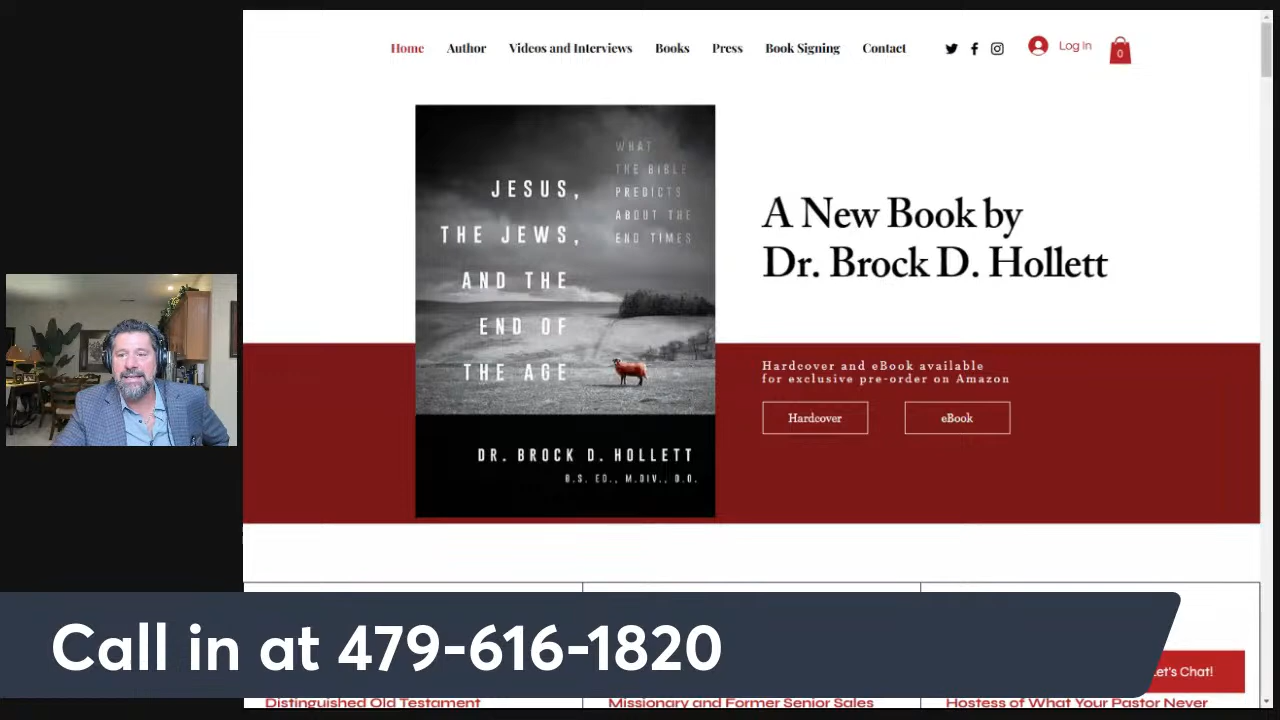 Home Author Videos and Interviews Books Press Book Signing Contact Log In 0
WHAT
THE BIBLE
PREDICTS
ABOUT THE
END TIMES
JESUS,
THE JEWS,
AND THE
END OF
THE AGE
DR. BROCK D. HOLLETT
B.S. ED., M.DIV., D.O.
A New Book by
Dr. Brock D. Hollett
Hardcover and eBook available
for exclusive pre-order on Amazon
Hardcover eBook
Call in at 479-616-1820
Let's Chat!
Distinguished Old Testament Missionary and Former Senior Sales Hostess of What Your Pastor Never